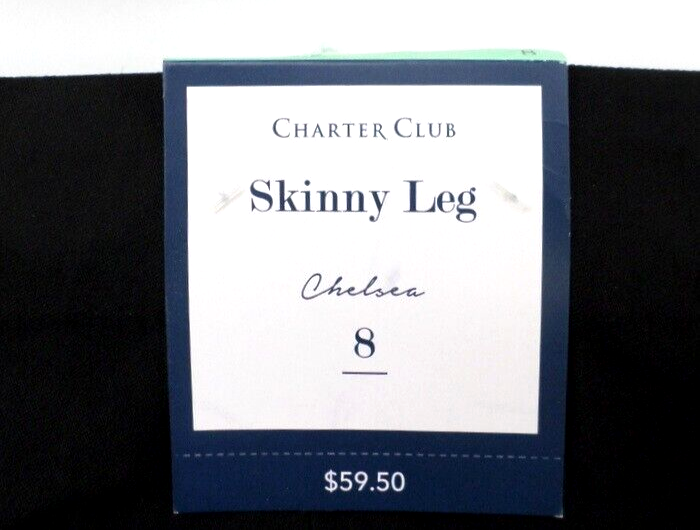 CHARTER CLUB
Skinny Leg
Chelsea
8
$59.50